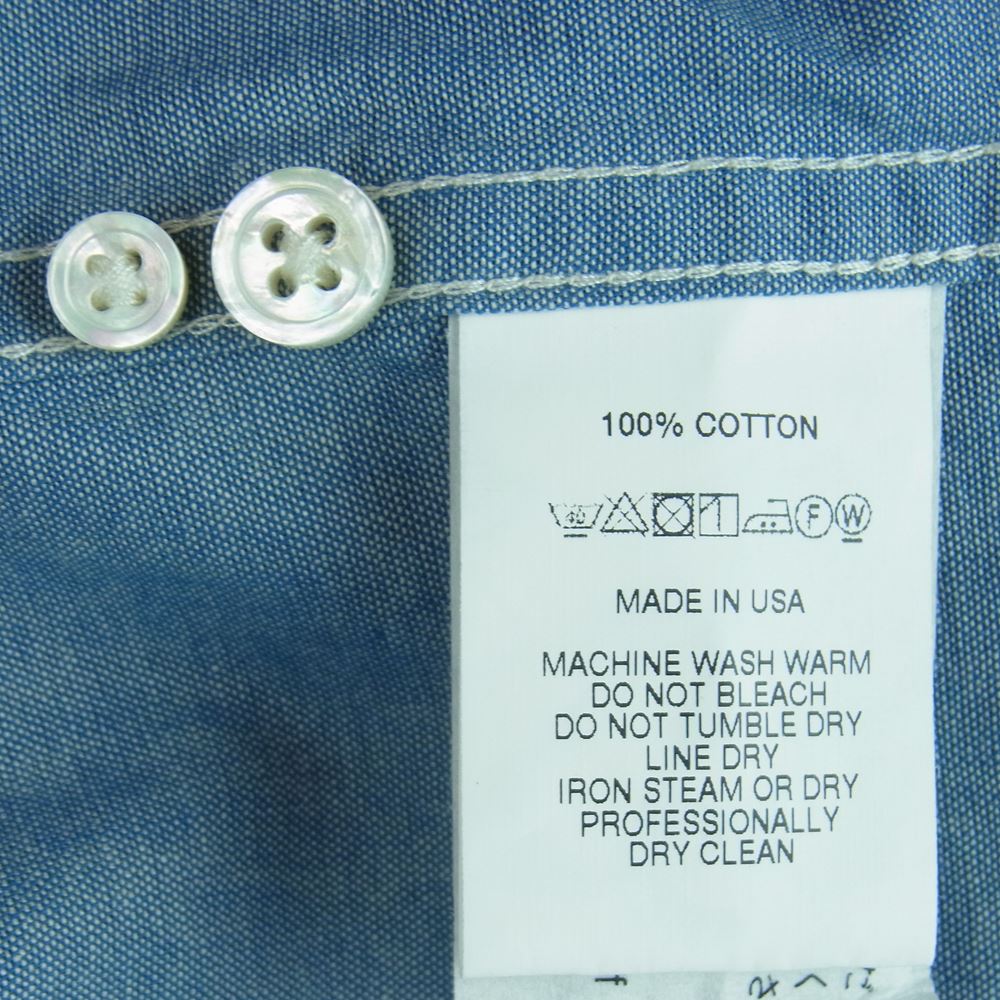 100% COTTON
40 F W
MADE IN USA
MACHINE WASH WARM
DO NOT BLEACH
DO NOT TUMBLE DRY
LINE DRY
IRON STEAM OR DRY
PROFESSIONALLY
DRY CLEAN